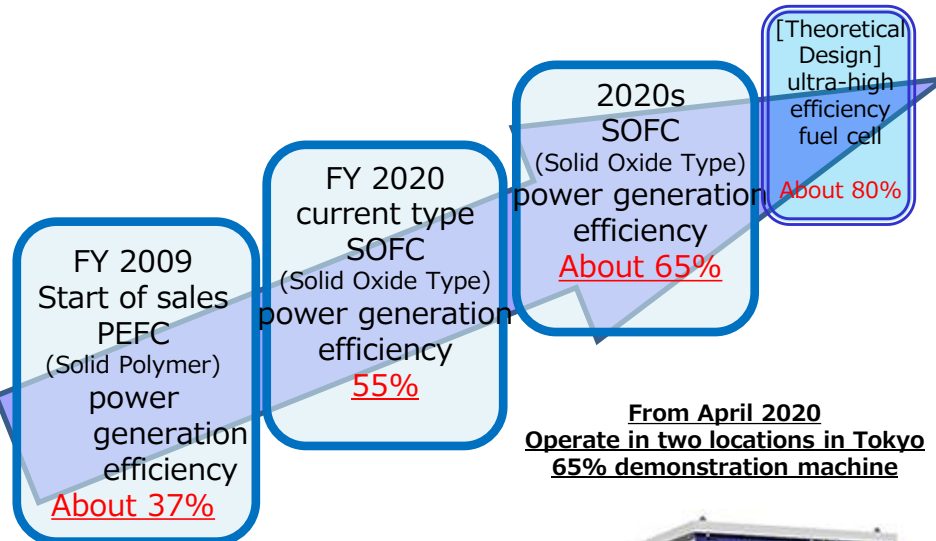 FY 2009
Start of sales
PEFC
(Solid Polymer)
power
generation
efficiency
About 37%
FY 2020
current type
SOFC
(Solid Oxide Type)
power generation
efficiency
55%
2020s
SOFC
(Solid Oxide Type)
power generation
efficiency
About 65%
[Theoretical
Design]
ultra-high
efficiency
fuel cell
About 80%
From April 2020
Operate in two locations in Tokyo
65% demonstration machine